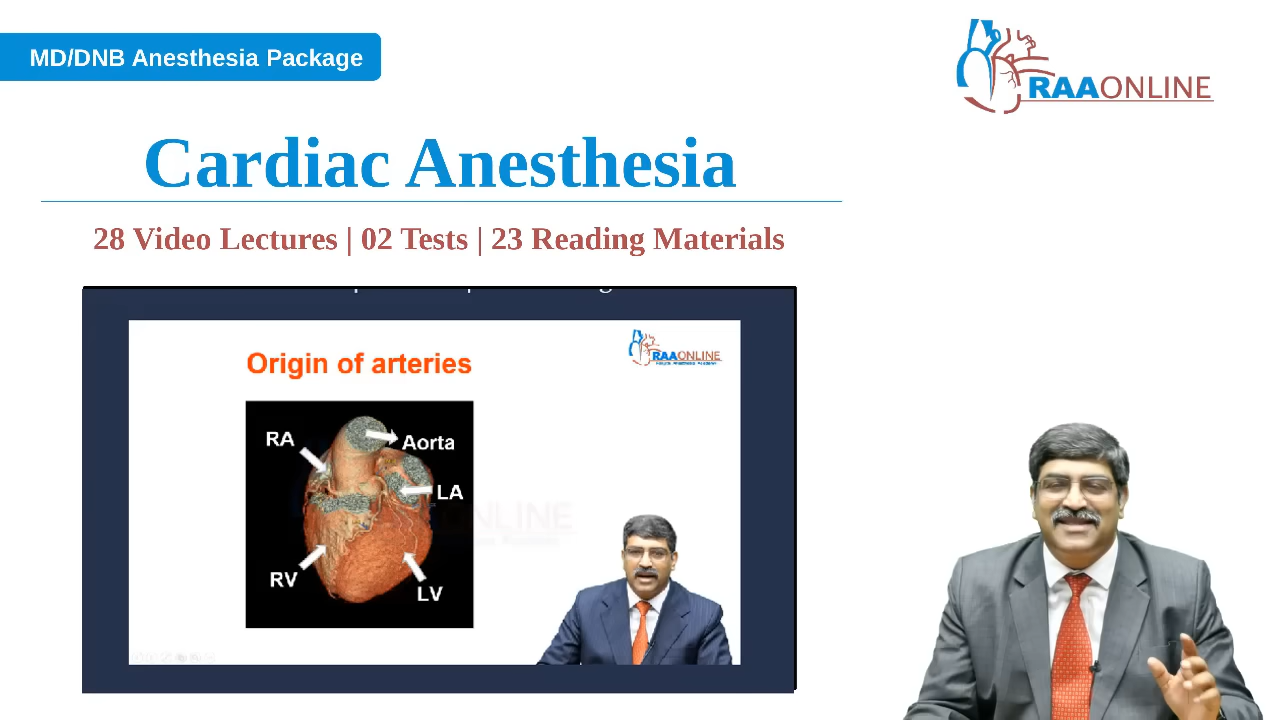 MD/DNB Anesthesia Package
RAAONLINE
Cardiac Anesthesia
28 Video Lectures | 02 Tests | 23 Reading Materials
Origin of arteries
RAAONLINE
RA
Aorta
LA
RV
LV
ONLINE